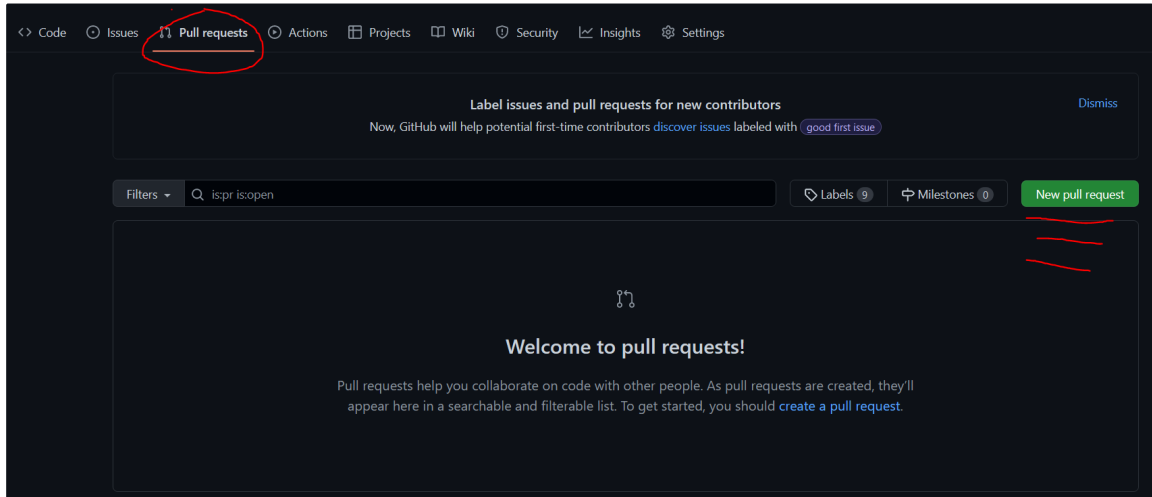 Code Issues Pull requests Actions Projects Wiki Security Insights Settings
Label issues and pull requests for new contributors
Dismiss
Now, GitHub will help potential first-time contributors discover issues labeled with good first issue
Filters is:pr is:open Labels 9 Milestones 0 New pull request
Welcome to pull requests!
Pull requests help you collaborate on code with other people. As pull requests are created, they'll
appear here in a searchable and filterable list. To get started, you should create a pull request.